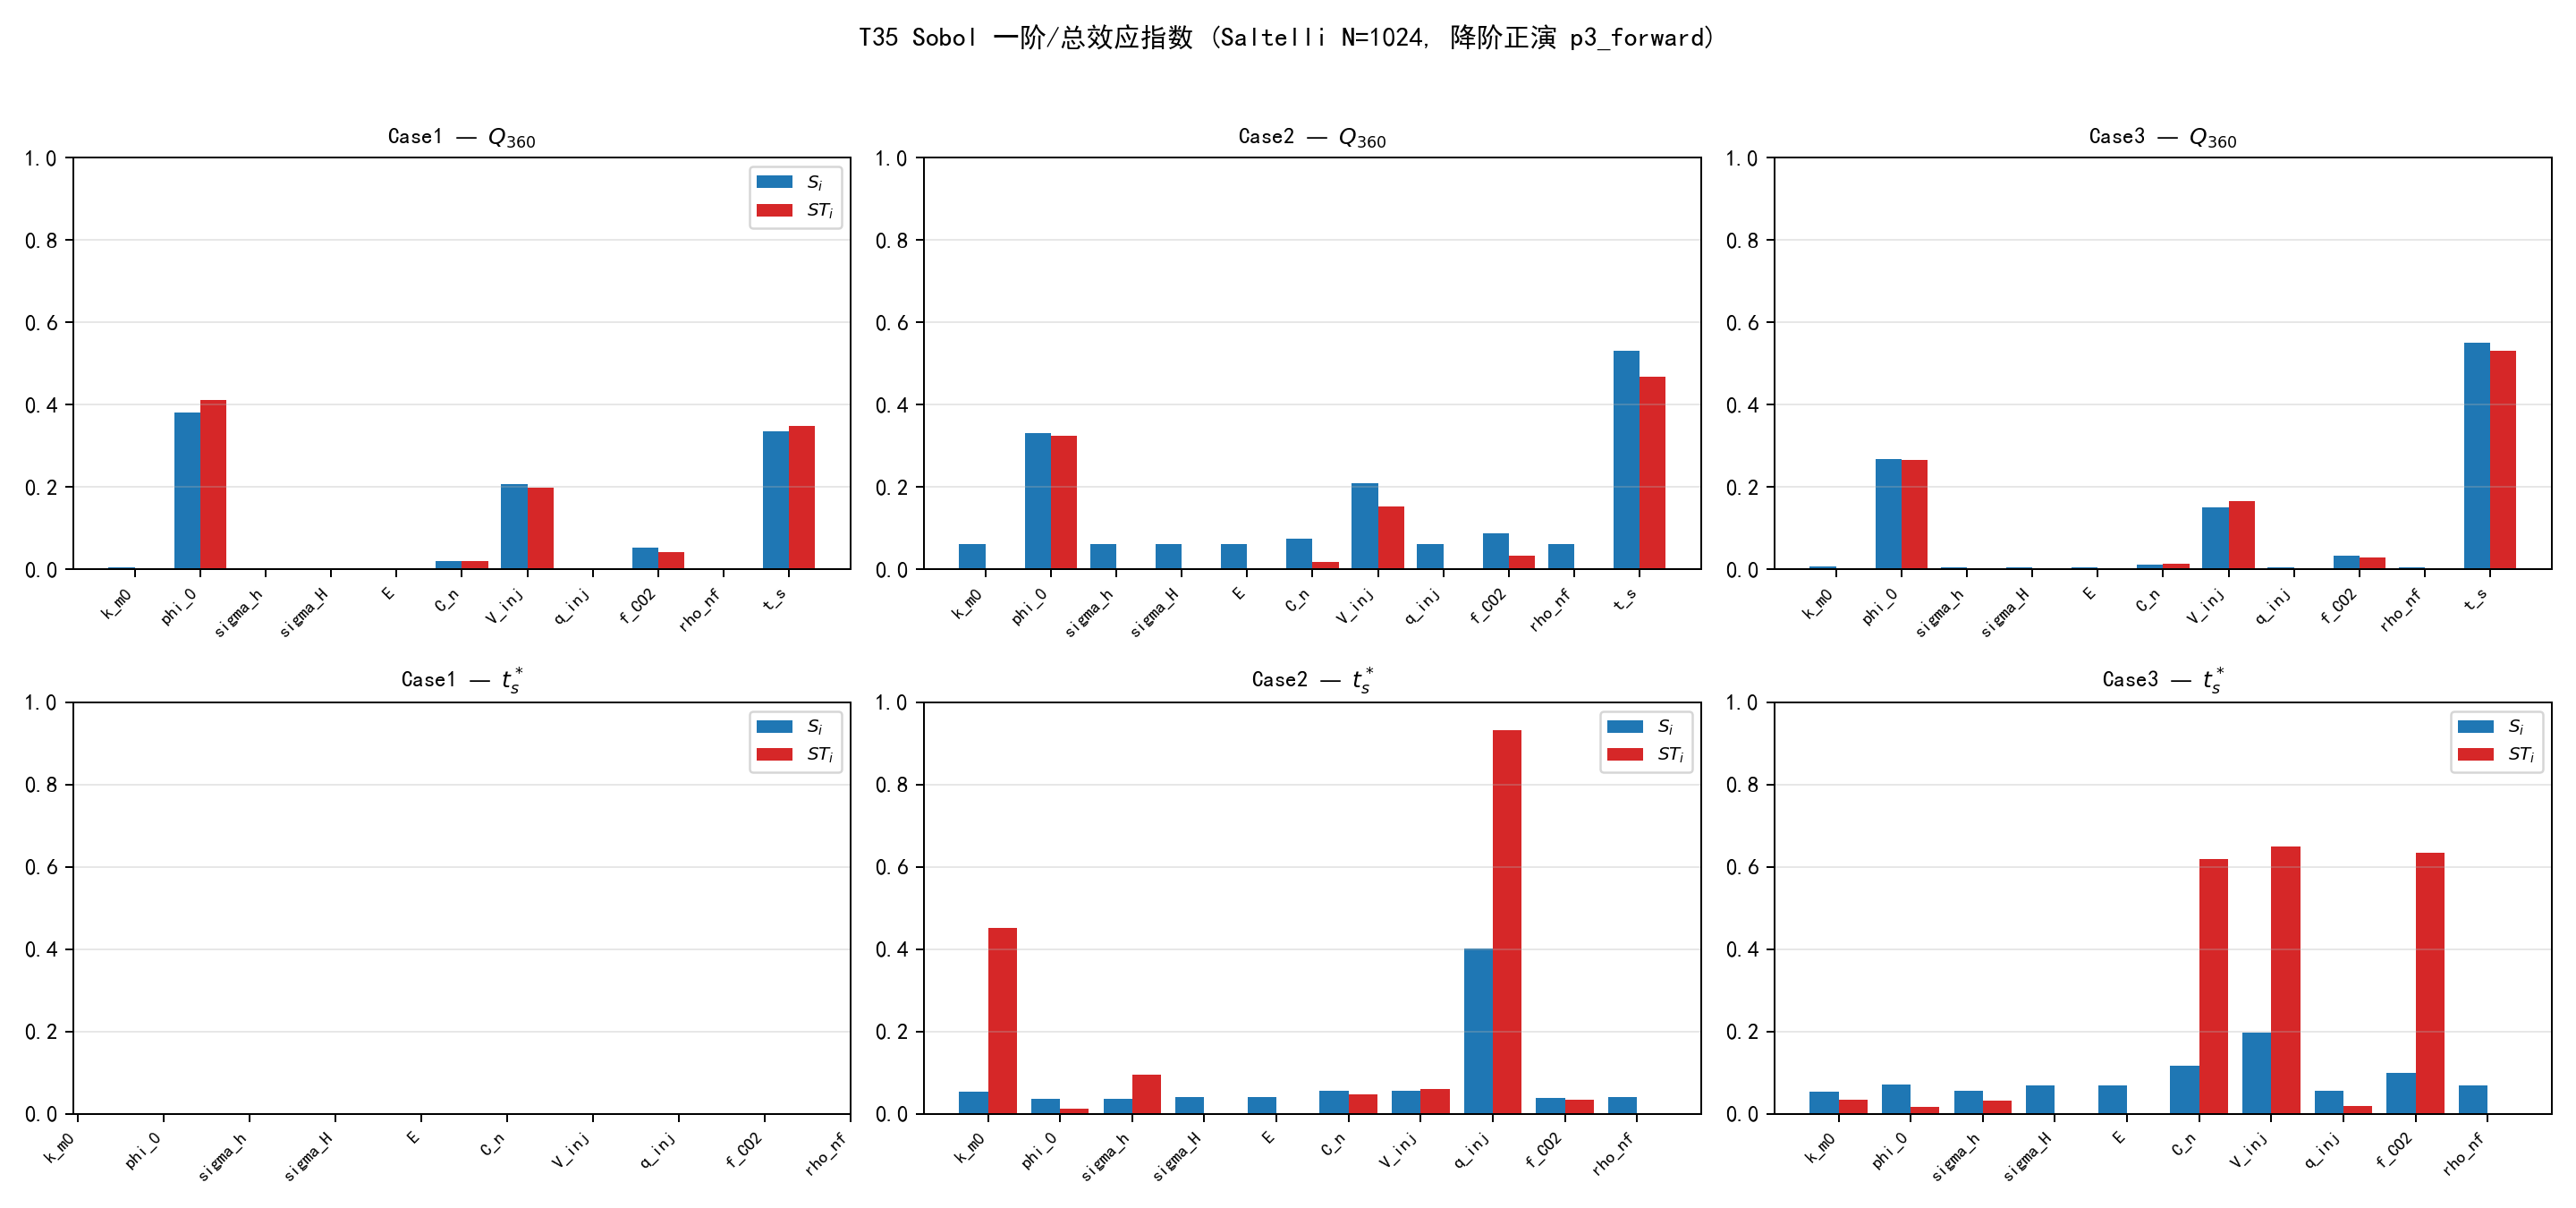 T35 Sobol 一阶/总效应指数 (Saltelli N=1024, 降阶正演 p3_forward)
Case1 — Q₃₆₀
1.0
0.8
0.6
0.4
0.2
0.0
Sᵢ
STᵢ
k_m0
phi_0
sigma_h
sigma_H
E
C_n
V_inj
q_inj
f_CO2
rho_nf
t_s
Case2 — Q₃₆₀
1.0
0.8
0.6
0.4
0.2
0.0
k_m0
phi_0
sigma_h
sigma_H
E
C_n
V_inj
q_inj
f_CO2
rho_nf
t_s
Case3 — Q₃₆₀
1.0
0.8
0.6
0.4
0.2
0.0
k_m0
phi_0
sigma_h
sigma_H
E
C_n
V_inj
q_inj
f_CO2
rho_nf
t_s
Case1 — tₛ*
1.0
0.8
0.6
0.4
0.2
0.0
Sᵢ
STᵢ
k_m0
phi_0
sigma_h
sigma_H
E
C_n
V_inj
q_inj
f_CO2
rho_nf
Case2 — tₛ*
1.0
0.8
0.6
0.4
0.2
0.0
Sᵢ
STᵢ
k_m0
phi_0
sigma_h
sigma_H
E
C_n
V_inj
q_inj
f_CO2
rho_nf
Case3 — tₛ*
1.0
0.8
0.6
0.4
0.2
0.0
Sᵢ
STᵢ
k_m0
phi_0
sigma_h
sigma_H
E
C_n
V_inj
q_inj
f_CO2
rho_nf